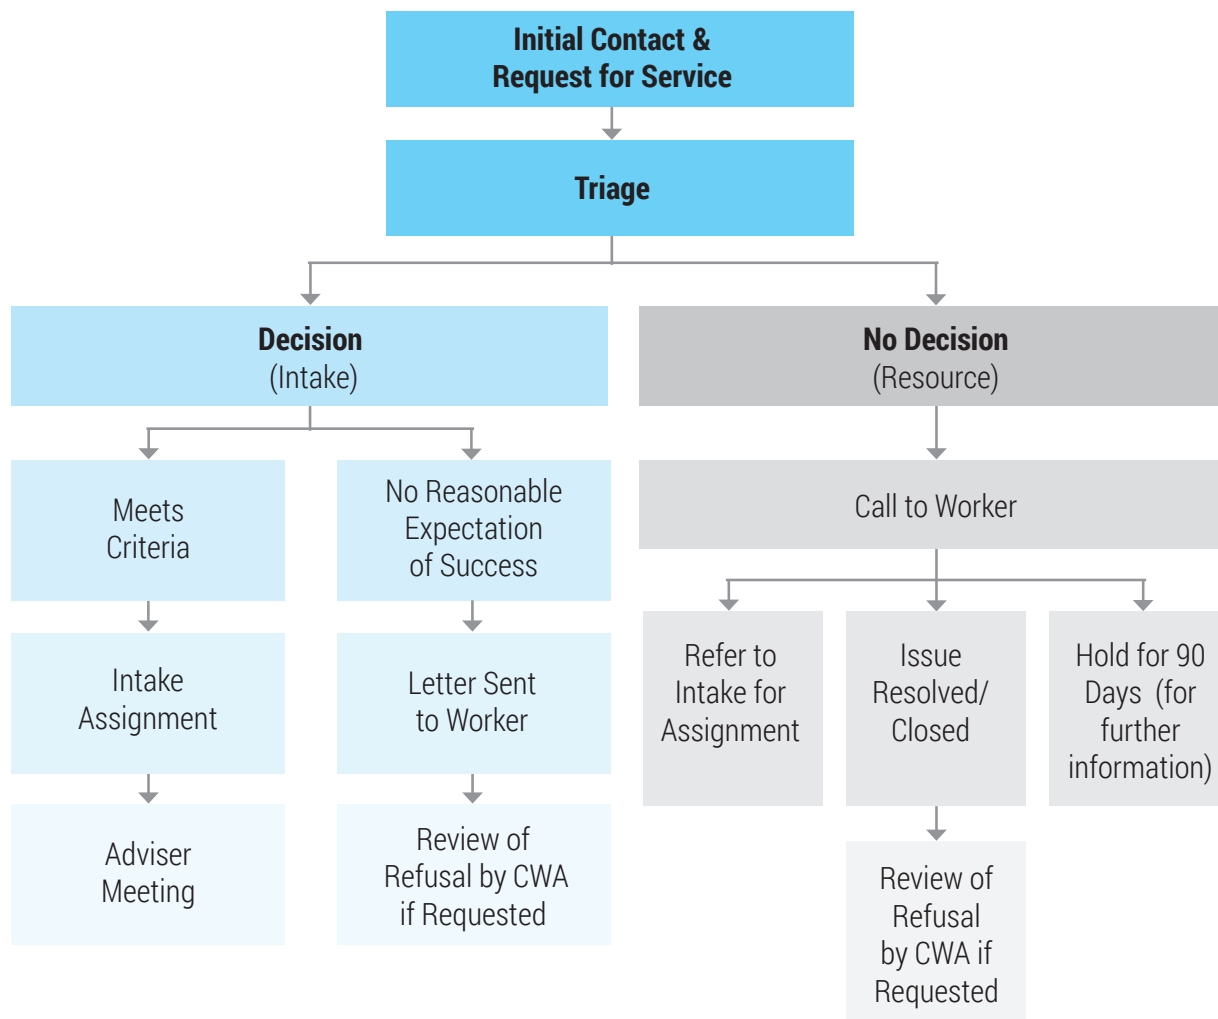 Initial Contact &
Request for Service
Triage
Decision
(Intake)
No Decision
(Resource)
Meets
Criteria
No Reasonable
Expectation
of Success
Call to Worker
Intake
Assignment
Letter Sent
to Worker
Refer to
Intake for
Assignment
Issue
Resolved/
Closed
Hold for 90
Days (for
further
information)
Adviser
Meeting
Review of
Refusal by CWA
if Requested
Review of
Refusal
by CWA if
Requested